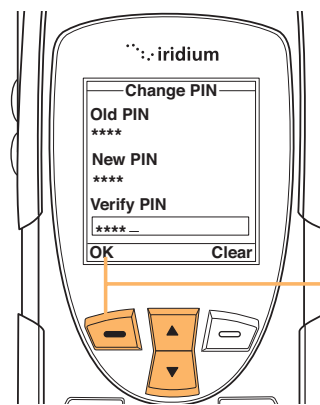 iridium
Change PIN
Old PIN
****
New PIN
****
Verify PIN
****_
OK Clear